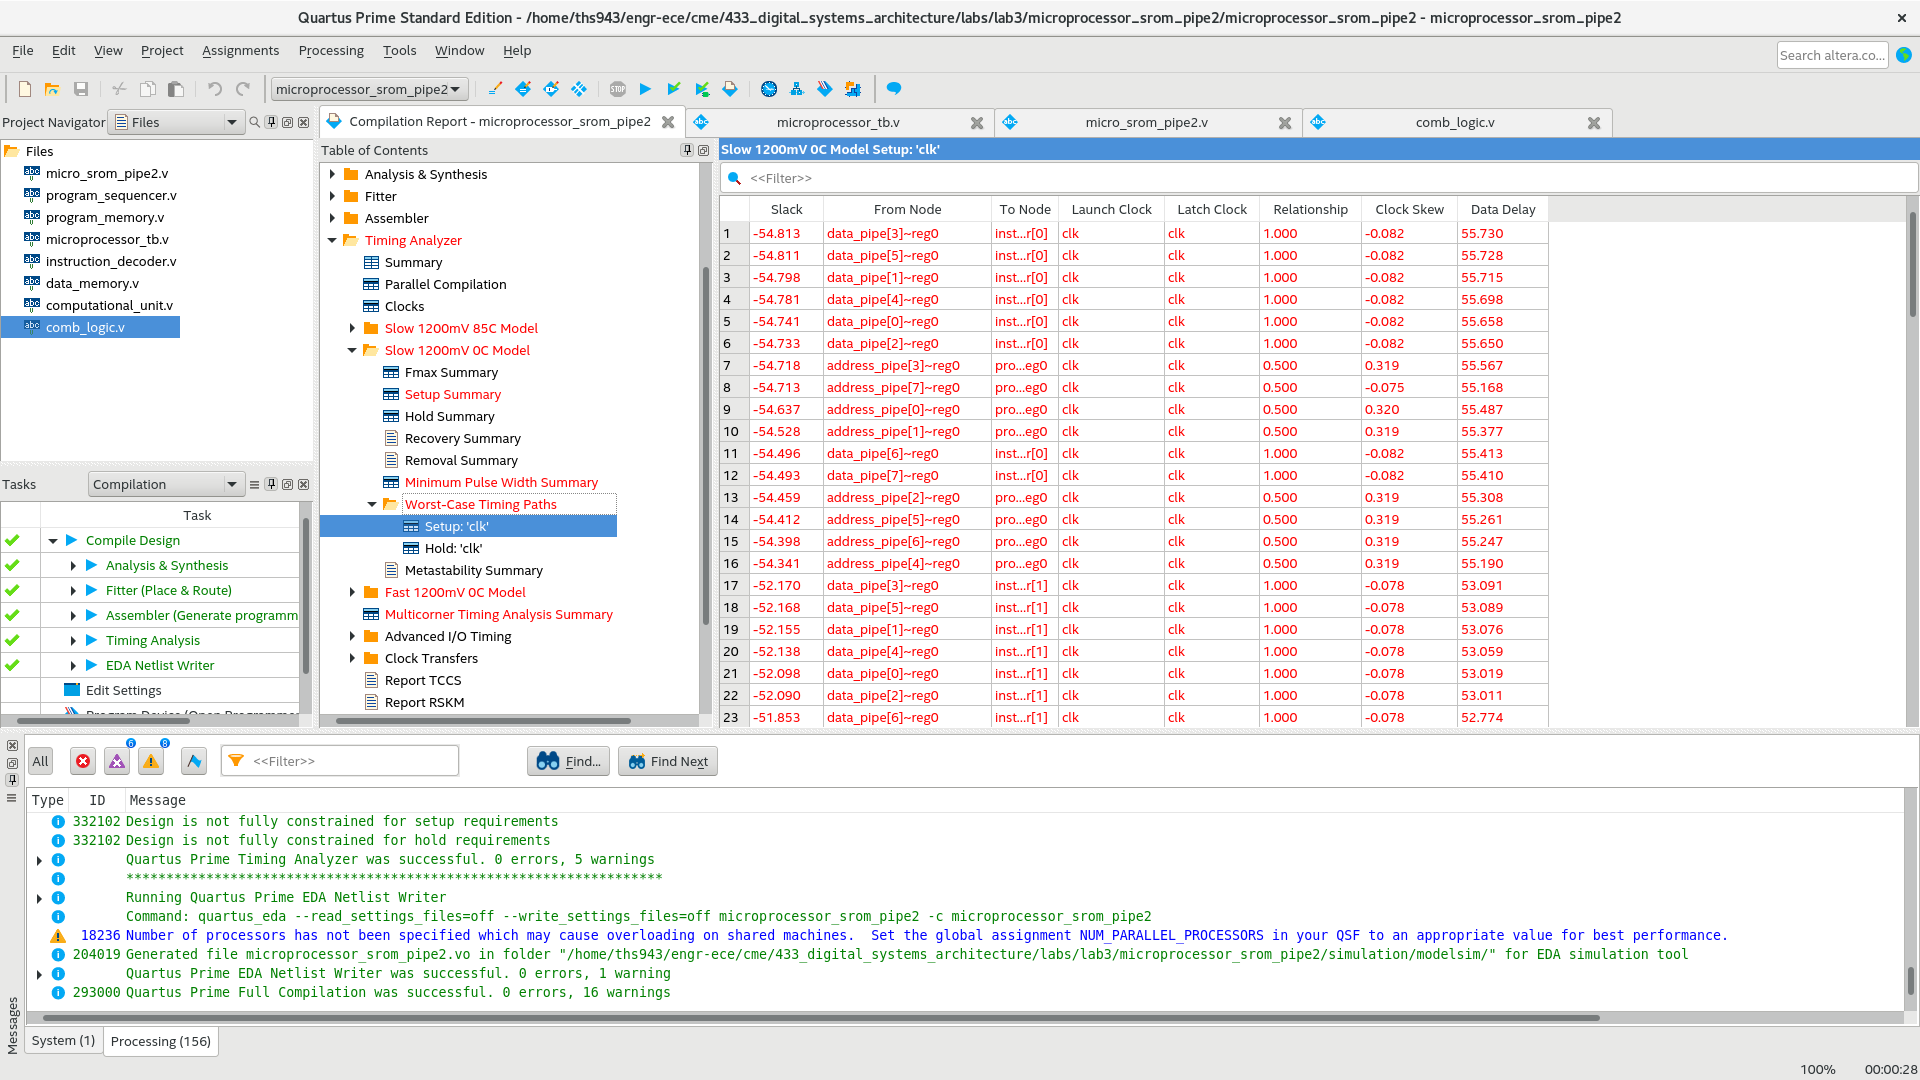 Quartus Prime Standard Edition - /home/ths943/engr-ece/cme/433_digital_systems_architecture/labs/lab3/microprocessor_srom_pipe2/microprocessor_srom_pipe2 - microprocessor_srom_pipe2
File Edit View Project Assignments Processing Tools Window Help
Search altera.co...
microprocessor_srom_pipe2
STOP
Project Navigator Files
Files
micro_srom_pipe2.v
program_sequencer.v
program_memory.v
microprocessor_tb.v
instruction_decoder.v
data_memory.v
computational_unit.v
comb_logic.v
Tasks Compilation
Task
Compile Design
Analysis & Synthesis
Fitter (Place & Route)
Assembler (Generate programm
Timing Analysis
EDA Netlist Writer
Edit Settings
Compilation Report - microprocessor_srom_pipe2
microprocessor_tb.v
micro_srom_pipe2.v
comb_logic.v
Table of Contents
Analysis & Synthesis
Fitter
Assembler
Timing Analyzer
Summary
Parallel Compilation
Clocks
Slow 1200mV 85C Model
Slow 1200mV 0C Model
Fmax Summary
Setup Summary
Hold Summary
Recovery Summary
Removal Summary
Minimum Pulse Width Summary
Worst-Case Timing Paths
Setup: 'clk'
Hold: 'clk'
Metastability Summary
Fast 1200mV 0C Model
Multicorner Timing Analysis Summary
Advanced I/O Timing
Clock Transfers
Report TCCS
Report RSKM
Slow 1200mV 0C Model Setup: 'clk'
<<Filter>>
Slack From Node To Node Launch Clock Latch Clock Relationship Clock Skew Data Delay
1 -54.813 data_pipe[3]~reg0 inst...r[0] clk clk 1.000 -0.082 55.730
2 -54.811 data_pipe[5]~reg0 inst...r[0] clk clk 1.000 -0.082 55.728
3 -54.798 data_pipe[1]~reg0 inst...r[0] clk clk 1.000 -0.082 55.715
4 -54.781 data_pipe[4]~reg0 inst...r[0] clk clk 1.000 -0.082 55.698
5 -54.741 data_pipe[0]~reg0 inst...r[0] clk clk 1.000 -0.082 55.658
6 -54.733 data_pipe[2]~reg0 inst...r[0] clk clk 1.000 -0.082 55.650
7 -54.718 address_pipe[3]~reg0 pro...eg0 clk clk 0.500 0.319 55.567
8 -54.713 address_pipe[7]~reg0 pro...eg0 clk clk 0.500 -0.075 55.168
9 -54.637 address_pipe[0]~reg0 pro...eg0 clk clk 0.500 0.320 55.487
10 -54.528 address_pipe[1]~reg0 pro...eg0 clk clk 0.500 0.319 55.377
11 -54.496 data_pipe[6]~reg0 inst...r[0] clk clk 1.000 -0.082 55.413
12 -54.493 data_pipe[7]~reg0 inst...r[0] clk clk 1.000 -0.082 55.410
13 -54.459 address_pipe[2]~reg0 pro...eg0 clk clk 0.500 0.319 55.308
14 -54.412 address_pipe[5]~reg0 pro...eg0 clk clk 0.500 0.319 55.261
15 -54.398 address_pipe[6]~reg0 pro...eg0 clk clk 0.500 0.319 55.247
16 -54.341 address_pipe[4]~reg0 pro...eg0 clk clk 0.500 0.319 55.190
17 -52.170 data_pipe[3]~reg0 inst...r[1] clk clk 1.000 -0.078 53.091
18 -52.168 data_pipe[5]~reg0 inst...r[1] clk clk 1.000 -0.078 53.089
19 -52.155 data_pipe[1]~reg0 inst...r[1] clk clk 1.000 -0.078 53.076
20 -52.138 data_pipe[4]~reg0 inst...r[1] clk clk 1.000 -0.078 53.059
21 -52.098 data_pipe[0]~reg0 inst...r[1] clk clk 1.000 -0.078 53.019
22 -52.090 data_pipe[2]~reg0 inst...r[1] clk clk 1.000 -0.078 53.011
23 -51.853 data_pipe[6]~reg0 inst...r[1] clk clk 1.000 -0.078 52.774
All 6 8 <<Filter>> Find... Find Next
Type ID Message
332102 Design is not fully constrained for setup requirements
332102 Design is not fully constrained for hold requirements
Quartus Prime Timing Analyzer was successful. 0 errors, 5 warnings
*******************************************************************
Running Quartus Prime EDA Netlist Writer
Command: quartus_eda --read_settings_files=off --write_settings_files=off microprocessor_srom_pipe2 -c microprocessor_srom_pipe2
18236 Number of processors has not been specified which may cause overloading on shared machines.  Set the global assignment NUM_PARALLEL_PROCESSORS in your QSF to an appropriate value for best performance.
204019 Generated file microprocessor_srom_pipe2.vo in folder "/home/ths943/engr-ece/cme/433_digital_systems_architecture/labs/lab3/microprocessor_srom_pipe2/simulation/modelsim/" for EDA simulation tool
Quartus Prime EDA Netlist Writer was successful. 0 errors, 1 warning
293000 Quartus Prime Full Compilation was successful. 0 errors, 16 warnings
Messages
System (1) Processing (156)
100% 00:00:28